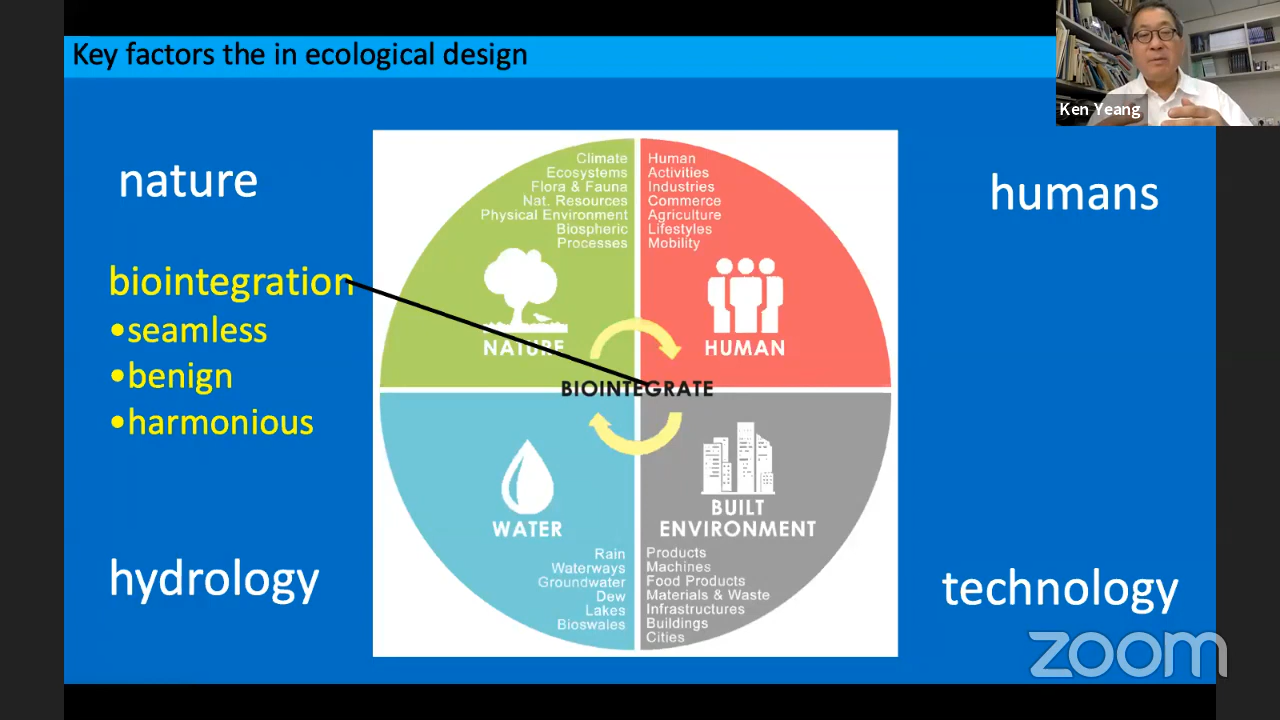 Key factors the in ecological design
Ken Yeang
nature
humans
biointegration
•seamless
•benign
•harmonious
hydrology
technology
Climate
Ecosystems
Flora & Fauna
Nat. Resources
Physical Environment
Biospheric
Processes
NATURE
Human
Activities
Industries
Commerce
Agriculture
Lifestyles
Mobility
HUMAN
BIOINTEGRATE
WATER
Rain
Waterways
Groundwater
Dew
Lakes
Bioswales
BUILT
ENVIRONMENT
Products
Machines
Food Products
Materials & Waste
Infrastructures
Buildings
Cities
zoom